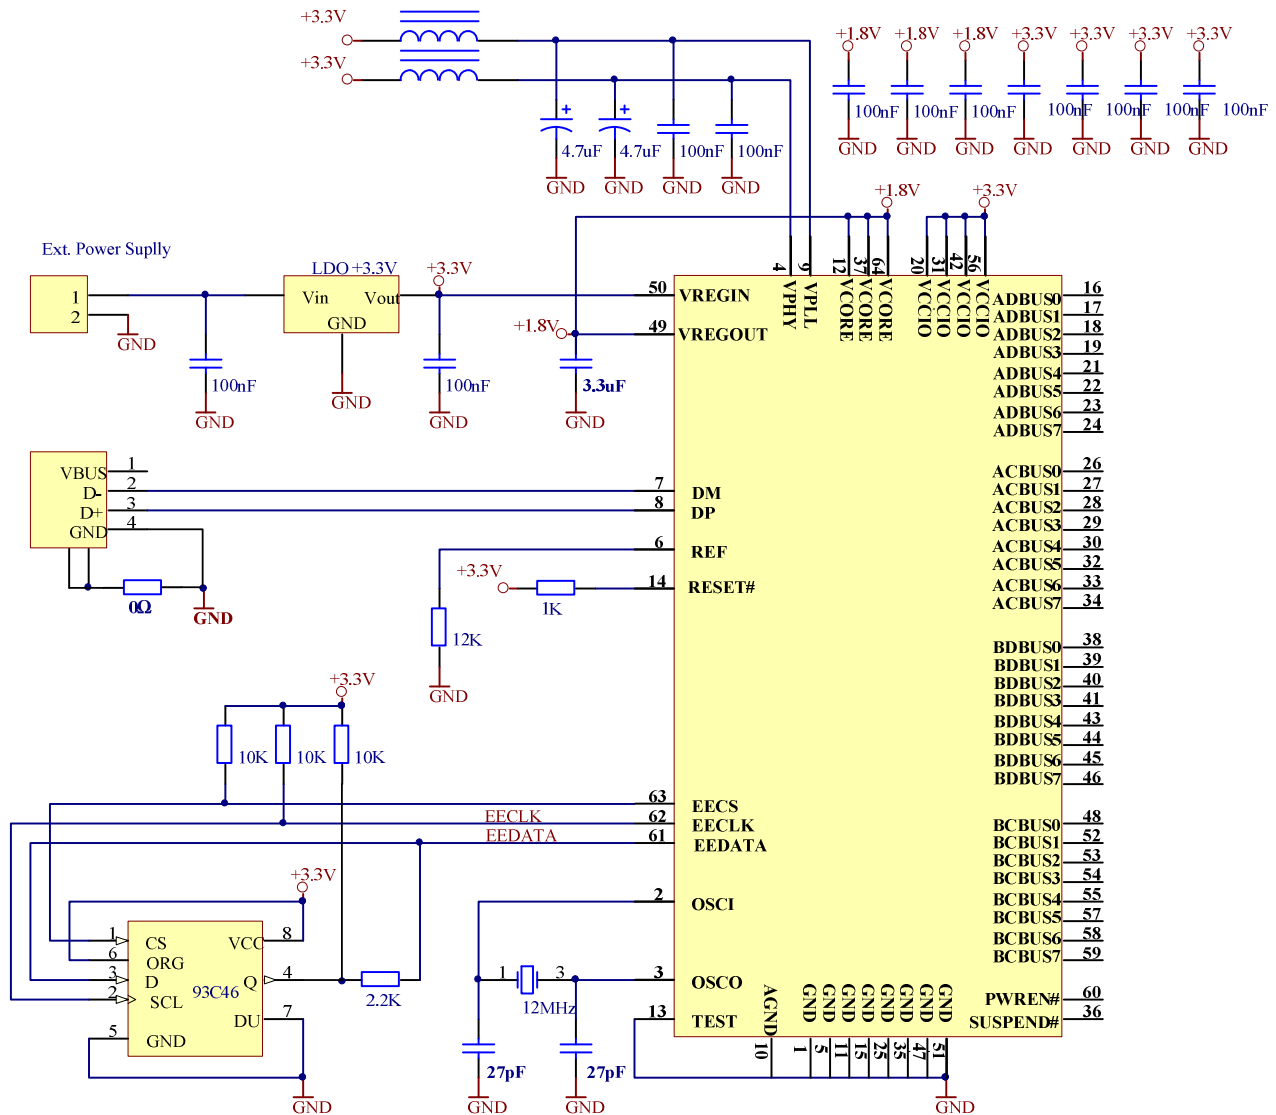 +3.3V
+3.3V
4.7uF
4.7uF
100nF
100nF
GND
GND
GND
GND
+1.8V
+1.8V
+1.8V
+3.3V
+3.3V
+3.3V
+3.3V
100nF
100nF
100nF
100nF
100nF
100nF
100nF
GND
GND
GND
GND
GND
GND
GND
+1.8V
+3.3V
Ext. Power Suplly
1
2
GND
100nF
GND
LDO +3.3V
Vin
Vout
GND
GND
+3.3V
100nF
GND
+1.8V
3.3uF
GND
50 VREGIN
49 VREGOUT
4 VPHY
9 VPLL
12 VCORE
37 VCORE
64 VCORE
20 VCCIO
31 VCCIO
42 VCCIO
56 VCCIO
ADBUS0 16
ADBUS1 17
ADBUS2 18
ADBUS3 19
ADBUS4 21
ADBUS5 22
ADBUS6 23
ADBUS7 24
ACBUS0 26
ACBUS1 27
ACBUS2 28
ACBUS3 29
ACBUS4 30
ACBUS5 32
ACBUS6 33
ACBUS7 34
BDBUS0 38
BDBUS1 39
BDBUS2 40
BDBUS3 41
BDBUS4 43
BDBUS5 44
BDBUS6 45
BDBUS7 46
BCBUS0 48
BCBUS1 52
BCBUS2 53
BCBUS3 54
BCBUS4 55
BCBUS5 57
BCBUS6 58
BCBUS7 59
PWREN# 60
SUSPEND# 36
VBUS 1
D- 2
D+ 3
GND 4
0Ω
GND
7 DM
8 DP
6 REF
14 RESET#
+3.3V
1K
12K
GND
+3.3V
10K
10K
10K
63 EECS
EECLK 62 EECLK
EEDATA 61 EEDATA
2 OSCI
3 OSCO
13 TEST
+3.3V
1 CS
6 ORG
3 D
2 SCL
5 GND
93C46
VCC 8
Q 4
DU 7
2.2K
GND
1
3
12MHz
27pF
27pF
GND
GND
AGND 10
GND 1
GND 5
GND 11
GND 15
GND 25
GND 35
GND 47
GND 51
GND